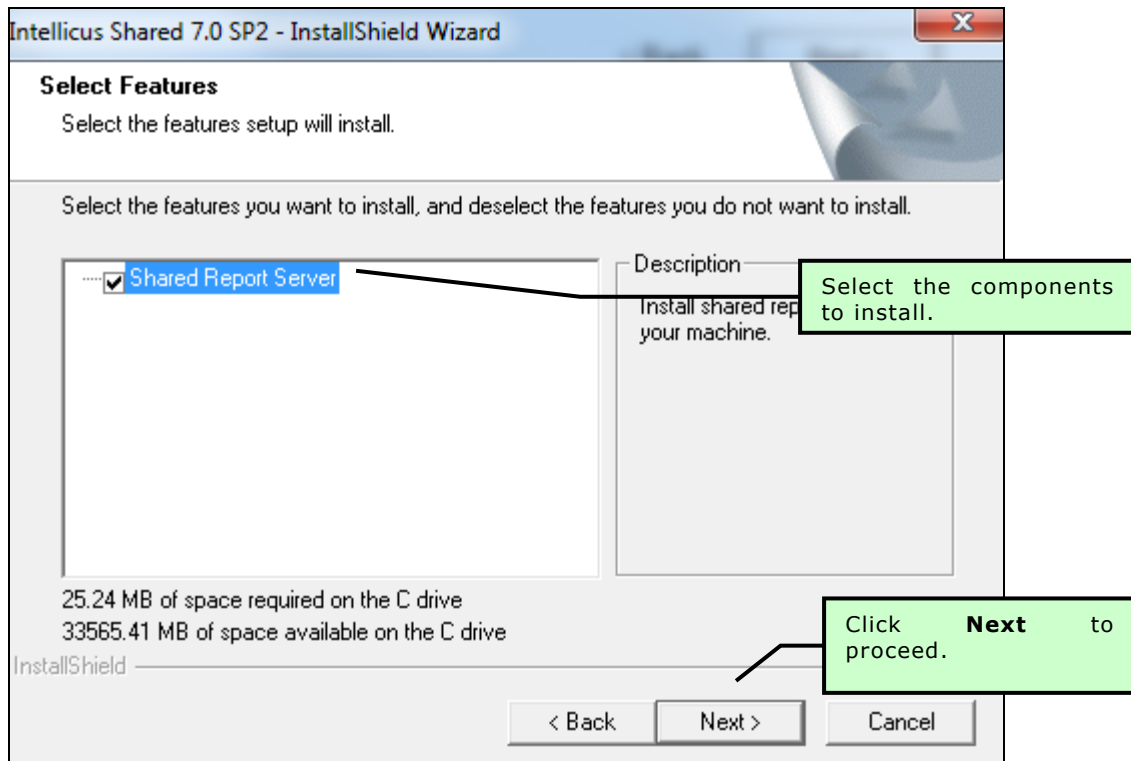 Intellicus Shared 7.0 SP2 - InstallShield Wizard
Select Features
Select the features setup will install.
Select the features you want to install, and deselect the features you do not want to install.
Shared Report Server
Description
Install shared rep
your machine.
Select the components
to install.
25.24 MB of space required on the C drive
33565.41 MB of space available on the C drive
Click Next to
proceed.
InstallShield
< Back
Next >
Cancel